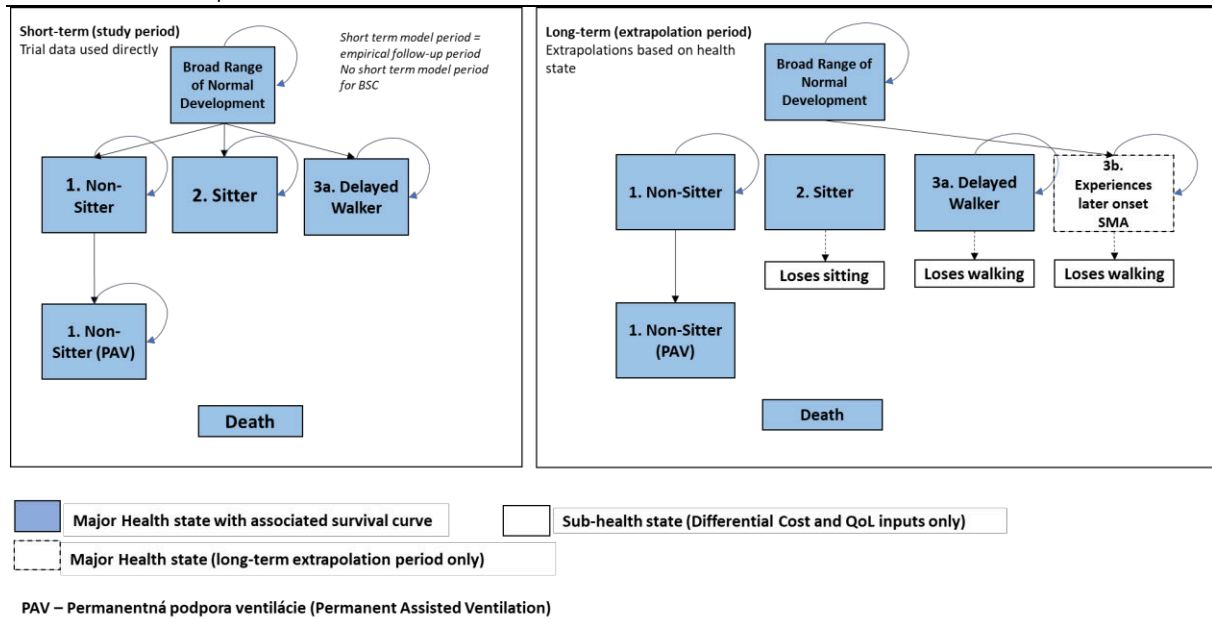 Short-term (study period)
Trial data used directly
Short term model period =
empirical follow-up period
No short term model period
for BSC
Broad Range
of Normal
Development
1. Non-
Sitter
2. Sitter
3a. Delayed
Walker
1. Non-
Sitter (PAV)
Death
Long-term (extrapolation period)
Extrapolations based on health
state
Broad Range of
Normal
Development
1. Non-Sitter
2. Sitter
3a. Delayed
Walker
3b.
Experiences
later onset
SMA
Loses sitting
Loses walking
Loses walking
1. Non-Sitter
(PAV)
Death
Major Health state with associated survival curve
Sub-health state (Differential Cost and QoL inputs only)
Major Health state (long-term extrapolation period only)
PAV – Permanentná podpora ventilácie (Permanent Assisted Ventilation)